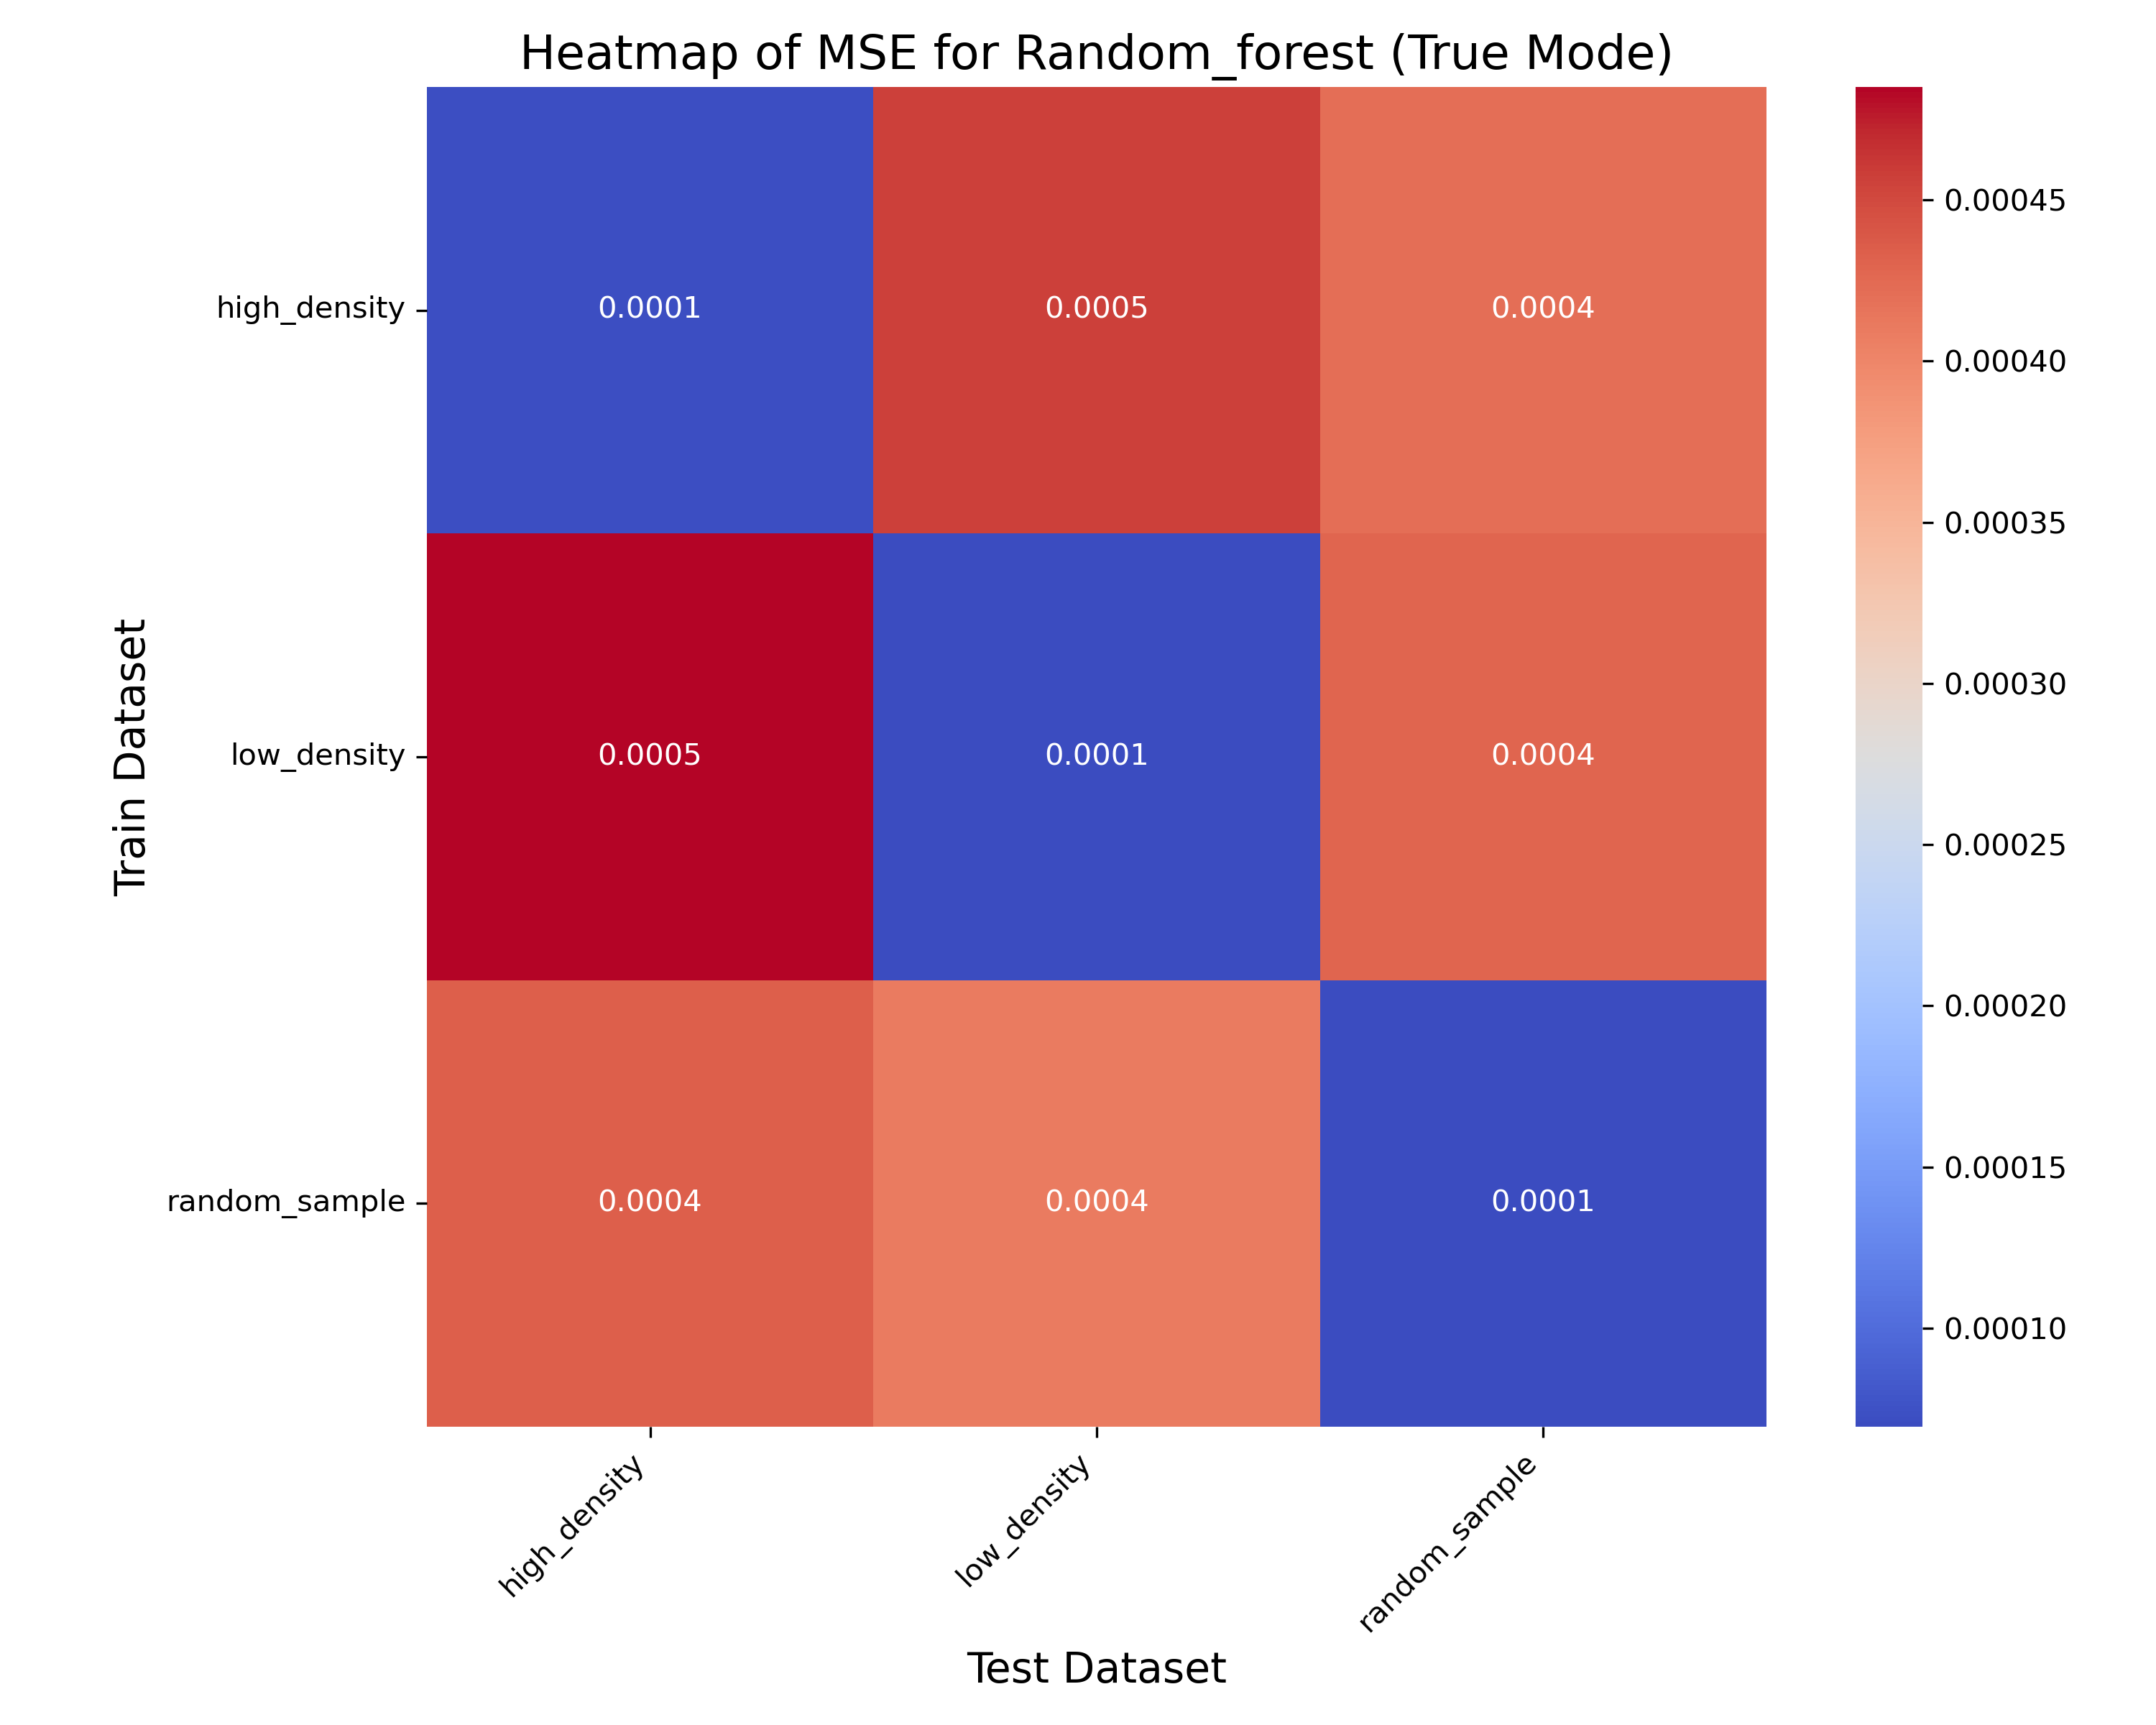 Heatmap of MSE for Random_forest (True Mode)
Train Dataset
high_density
0.0001
0.0005
0.0004
low_density
0.0005
0.0001
0.0004
random_sample
0.0004
0.0004
0.0001
high_density
low_density
random_sample
Test Dataset
0.00045
0.00040
0.00035
0.00030
0.00025
0.00020
0.00015
0.00010